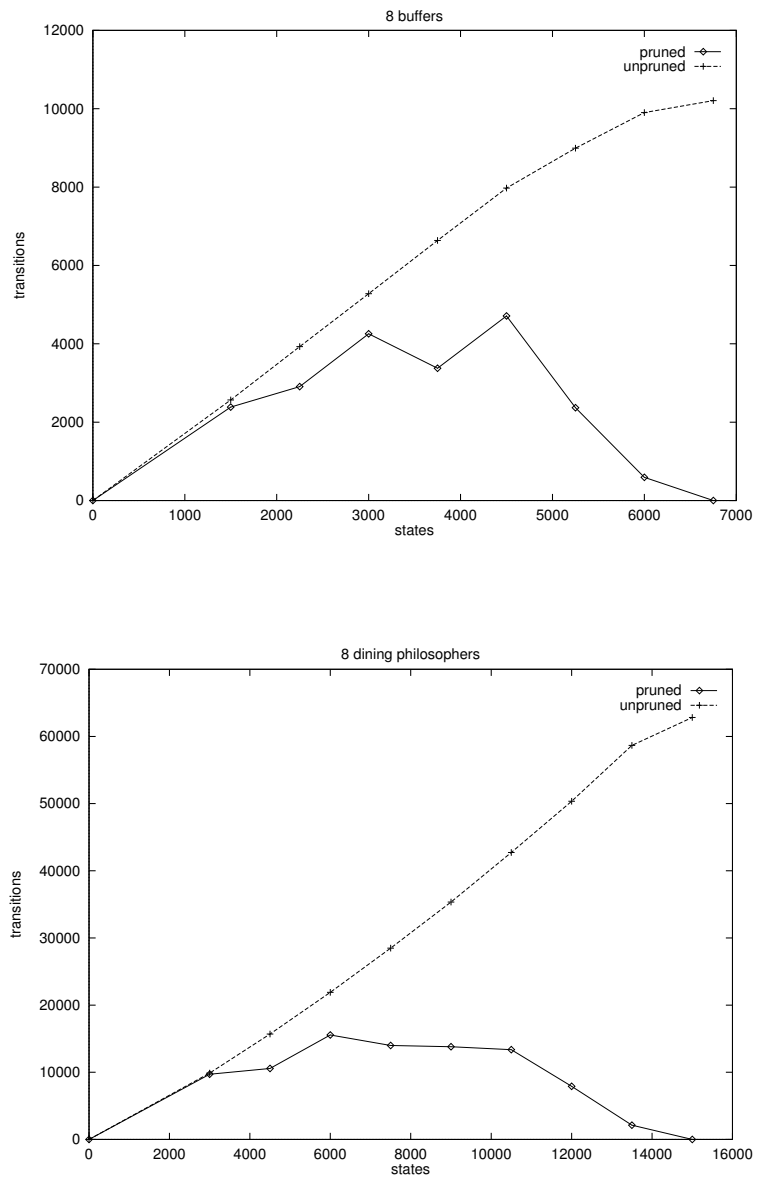 8 buffers
12000
pruned
unpruned
10000
8000
6000
transitions
4000
2000
0
0 1000 2000 3000 4000 5000 6000 7000
states
8 dining philosophers
70000
pruned
unpruned
60000
50000
40000
transitions
30000
20000
10000
0
0 2000 4000 6000 8000 10000 12000 14000 16000
states